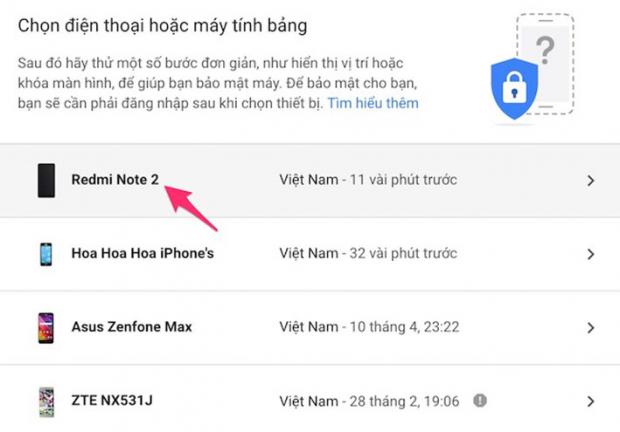 Chọn điện thoại hoặc máy tính bảng
Sau đó hãy thử một số bước đơn giản, như hiển thị vị trí hoặc
khóa màn hình, để giúp bạn bảo mật máy. Để bảo mật cho bạn,
bạn sẽ cần phải đăng nhập sau khi chọn thiết bị. Tìm hiểu thêm
Redmi Note 2 Việt Nam - 11 vài phút trước
Hoa Hoa Hoa iPhone's Việt Nam - 32 vài phút trước
Asus Zenfone Max Việt Nam - 10 tháng 4, 23:22
ZTE NX531J Việt Nam - 28 tháng 2, 19:06